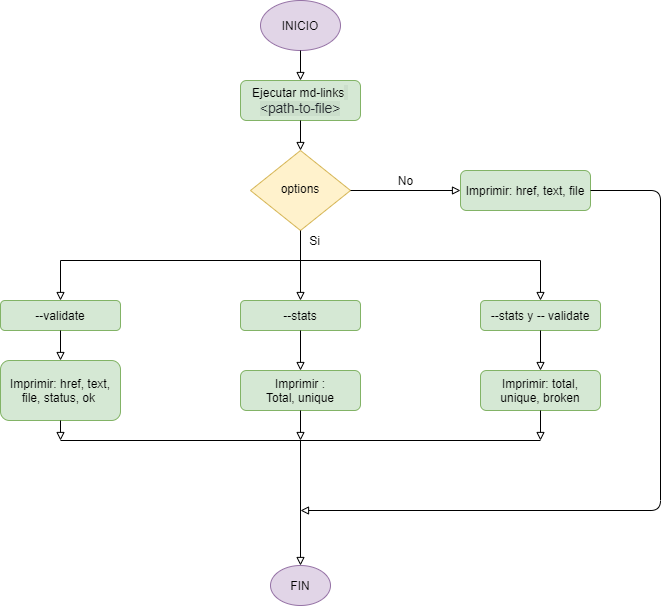 INICIO
Ejecutar md-links
<path-to-file>
options
No
Imprimir: href, text, file
Si
--validate
--stats
--stats y -- validate
Imprimir: href, text,
file, status, ok
Imprimir :
Total, unique
Imprimir: total,
unique, broken
FIN